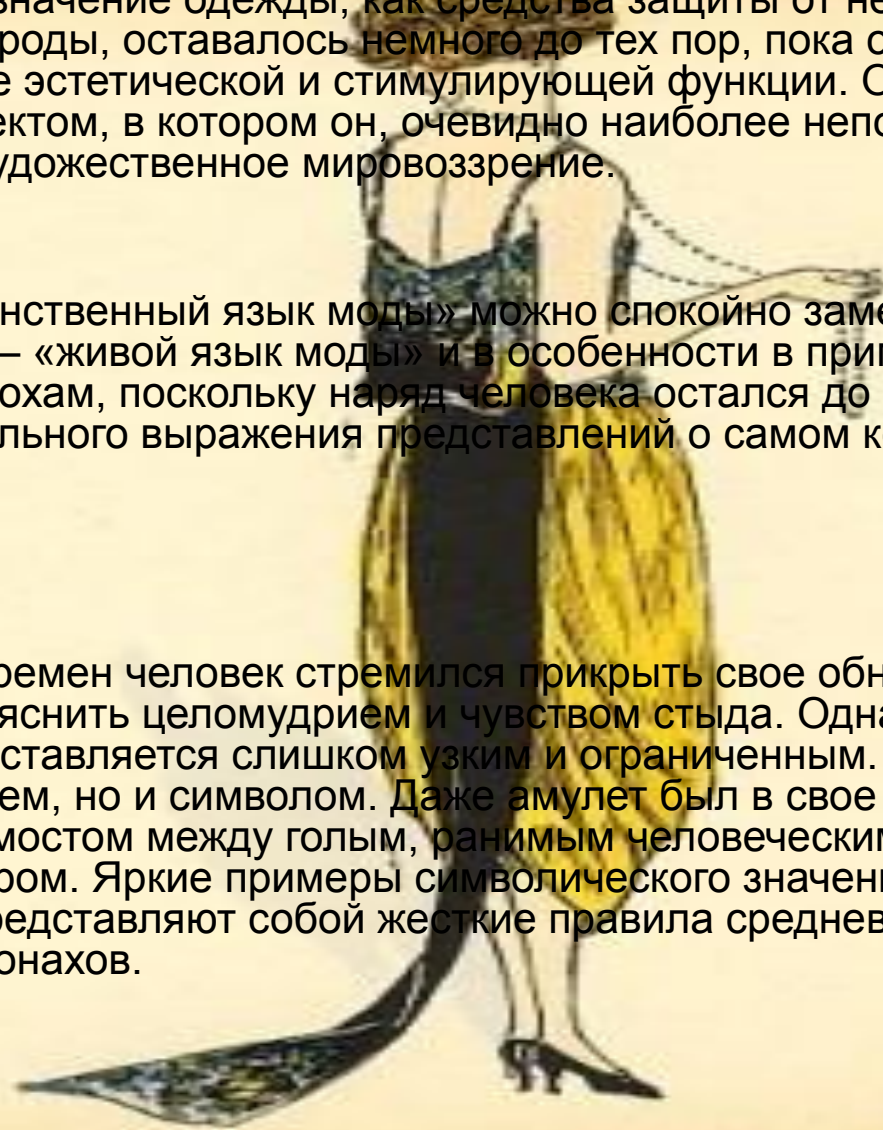 значение одежды, как средства защиты от не
роды, оставалось немного до тех пор, пока с
е эстетической и стимулирующей функции. О
ектом, в котором он, очевидно наиболее непо
удожественное мировоззрение.
нственный язык моды» можно спокойно заме
– «живой язык моды» и в особенности в прим
охам, поскольку наряд человека остался до
льного выражения представлений о самом к
ремен человек стремился прикрыть свое обн
яснить целомудрием и чувством стыда. Одна
ставляется слишком узким и ограниченным.
ем, но и символом. Даже амулет был в свое
мостом между голым, ранимым человечески
ром. Яркие примеры символического значени
редставляют собой жесткие правила среднев
онахов.